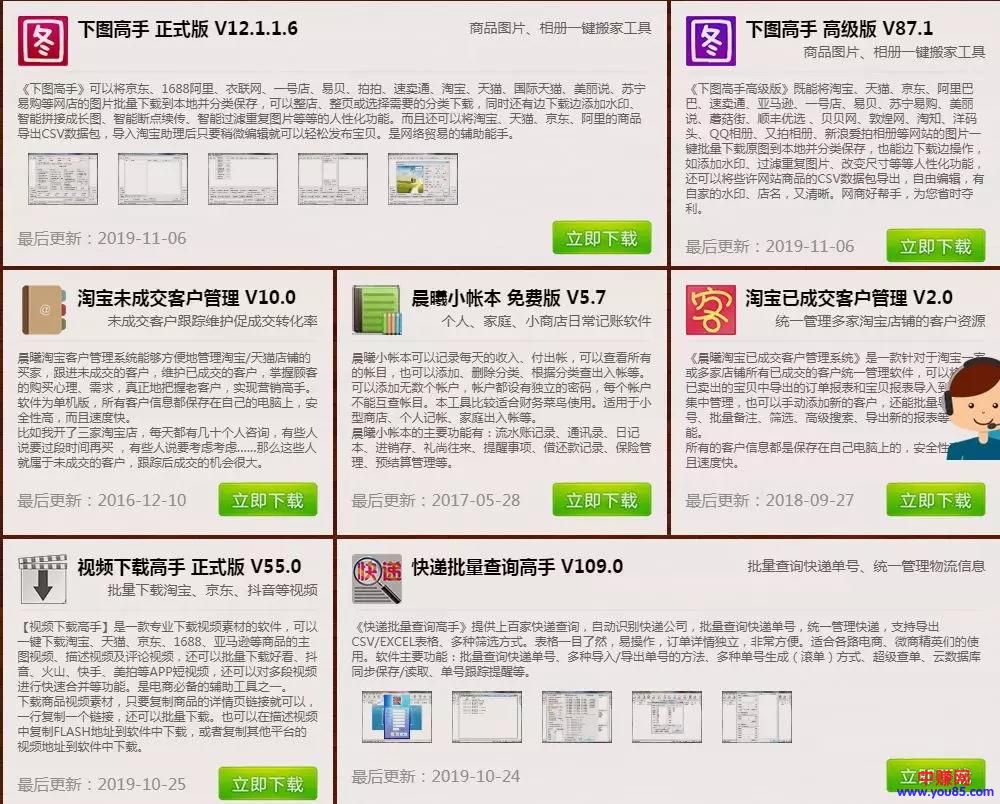 下图高手 正式版 V12.1.1.6
商品图片、相册一键搬家工具
《下图高手》可以将京东、1688阿里、衣联网、一号店、易贝、拍拍、速卖通、淘宝、天猫、国际天猫、美丽说、苏宁
易购等网店的图片批量下载到本地并分类保存，可以整店、整页或选择需要的分类下载，同时还有边下载边添加水印、
智能拼接成长图、智能断点续传、智能过滤重复图片等等的人性化功能。而且还可以将淘宝、天猫、京东、阿里的商品
导出CSV数据包，导入淘宝助理后只要稍微编就可以轻松发布宝贝。是网络贸易的辅助能手。
最后更新：2019-11-06
立即下载
下图高手 高级版 V87.1
商品图片、相册一键搬家工具
《下图高手高级版》既能将淘宝、天猫、京东、阿里巴
巴、速卖通、亚马逊、一号店、易贝、苏宁易购、美丽
说、蘑菇街、顺丰优选、贝贝网、敦煌网、淘知、洋码
头、QQ相册、又拍相册、新浪爱拍相册等网站的图片一
键批量下载原图到本地并分类保存，也能边下载边操作，
如添加水印、过滤重复图片、改变尺寸等等人性化功能，
还可以将些许网站商品的CSV数据包导出，自由编辑，有
自家的水印、店名，又清晰。网商好帮手，为您省时夺
利。
最后更新：2019-11-06
立即下载
淘宝未成交客户管理 V10.0
未成交客户跟踪维护促成交转化率
晨曦淘宝客户管理系统能够方便地管理淘宝/天猫店铺的
买家，跟进未成交的客户，维护已成交的客户，掌握顾客
的购买心理、需求，真正地把握老客户，实现营销高手。
软件为单机版，所有客户信息都保存在自己的电脑上，安
全性高，而且速度快。
比如我开了三家淘宝店，每天都有几十个人咨询，有些人
说要过段时间再买 ，有些人说要考虑考虑......那么这些人
就属于未成交的客户，跟踪后成交的机会很大。
最后更新：2016-12-10
立即下载
晨曦小帐本 免费版 V5.7
个人、家庭、小商店日常记账软件
晨曦小帐本可以记录每天的收入、付出帐，可以查看所有
的帐目，也可以添加、删除分类、根据分类查出入帐等。
可以添加无数个帐户，帐户都设有独立的密码，每个帐户
不能互查帐目。本工具比较适合财务菜鸟使用。适用于小
型商店、个人记帐、家庭出入帐等。
晨曦小帐本的主要功能有：流水账记录、通讯录、日记
本、进销存、礼尚往来、提醒事项、借还款记录、保险管
理、预结算管理等。
最后更新：2017-05-28
立即下载
客
淘宝已成交客户管理 V2.0
统一管理多家淘宝店铺的客户资源
《晨曦淘宝已成交客户管理系统》是一款针对于淘宝一家
或多家店铺所有已成交的客户统一管理软件，可以
已卖出的宝贝中导出的订单报表和宝贝报表导入到
集中管理，也可以手动添加新的客户，还能批量
号、批量备注、筛选、高级搜索、导出新的报表等
能。
所有的客户信息都是保存在自己电脑上的，安全性
且速度快。
最后更新：2018-09-27
立即下载
视频下载高手 正式版 V55.0
批量下载淘宝、京东、抖音等视频
【视频下载高手】是一款专业下载视频素材的软件，可以
一键下载淘宝、天猫、京东、1688、亚马逊等商品的主
图视频、描述视频及评论视频，还可以批量下载好看、抖
音、火山、快手、美拍等APP短视频，还可以对多段视频
进行快速合并等功能。是电商必备的辅助工具之一。
下载商品视频素材，只要复制商品的详情页链接就可以，
一行复制一个链接，还可以批量下载。也可以在描述视频
中复制FLASH地址到软件中下载，或者复制其他平台的
视频地址到软件中下载。
最后更新：2019-10-25
立即下载
快递
快递批量查询高手 V109.0
批量查询快递单号、统一管理物流信息
《快递批量查询高手》提供上百家快递查询，自动识别快递公司，批量查询快递单号，统一管理快递，支持导出
CSV/EXCEL表格、多种筛选方式。表格一目了然，易操作，订单详情独立，非常方便。适合各路电商、微商精英们的使
用。软件主要功能：批量查询快递单号、多种导入/导出单号的方法、多种单号生成（滚单）方式、超级查单、云数据库
同步保存/读取、单号跟踪提醒等。
最后更新：2019-10-24
中赚网
www.you85.com